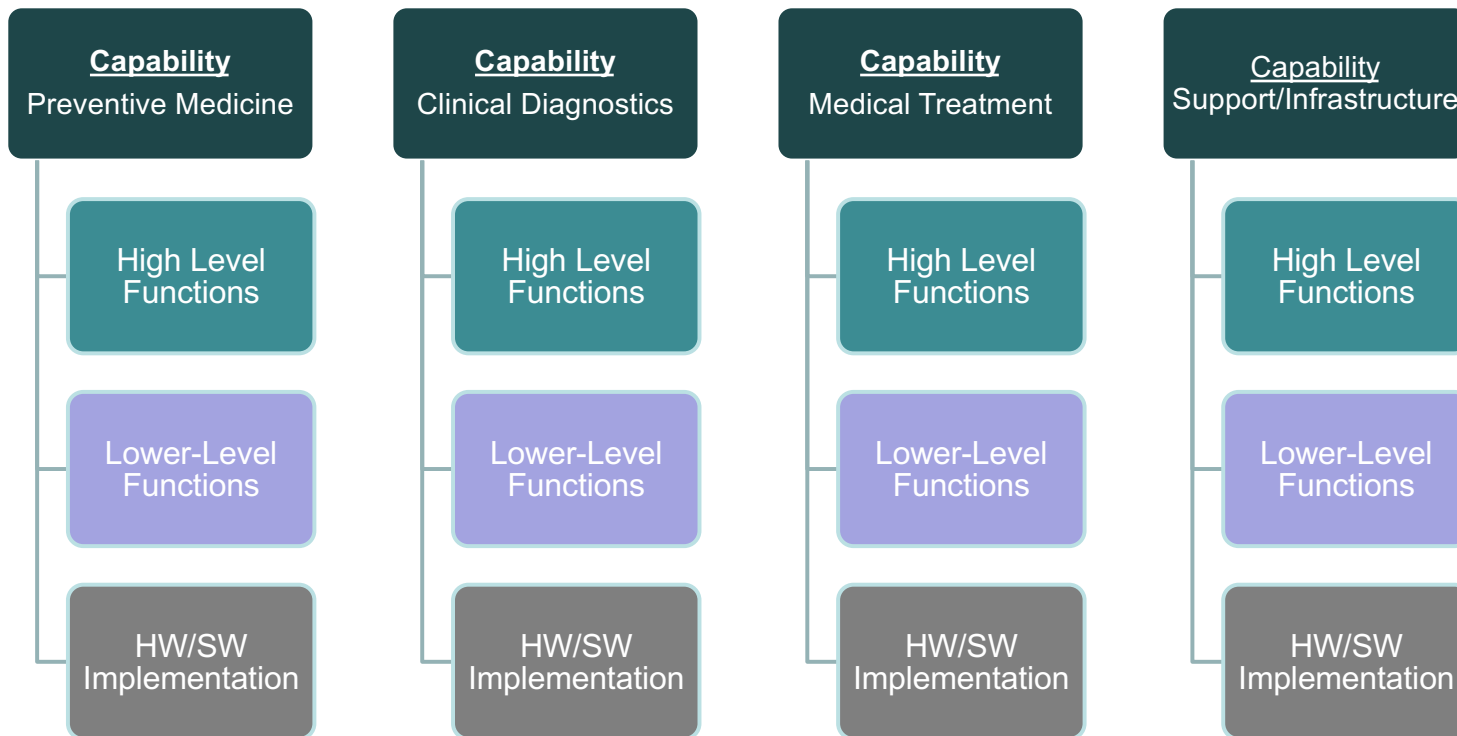 Capability
Preventive Medicine
High Level
Functions
Lower-Level
Functions
HW/SW
Implementation
Capability
Clinical Diagnostics
High Level
Functions
Lower-Level
Functions
HW/SW
Implementation
Capability
Medical Treatment
High Level
Functions
Lower-Level
Functions
HW/SW
Implementation
Capability
Support/Infrastructure
High Level
Functions
Lower-Level
Functions
HW/SW
Implementation